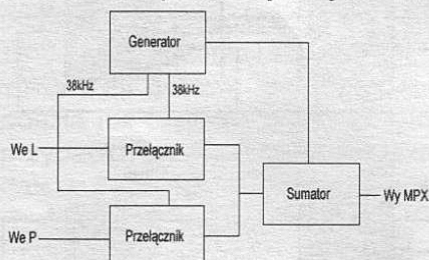 Generator
38kHz
38kHz
We L
Przełącznik
Sumator
Wy MPX
We P
Przełącznik